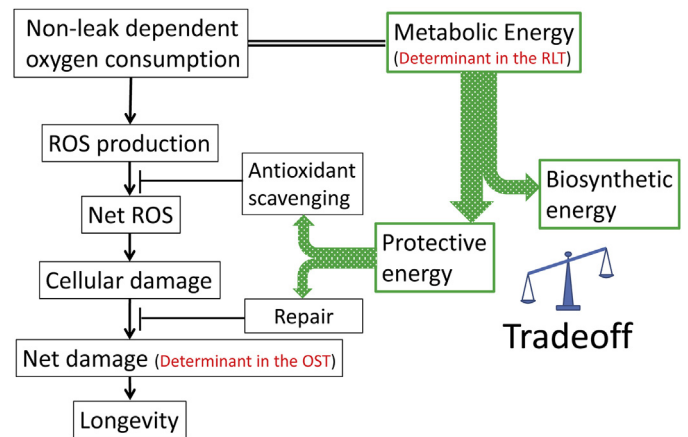 Non-leak dependent
oxygen consumption
Metabolic Energy
(Determinant in the RLT)
ROS production
Antioxidant
scavenging
Biosynthetic
energy
Net ROS
Protective
energy
Cellular damage
Repair
Tradeoff
Net damage (Determinant in the OST)
Longevity